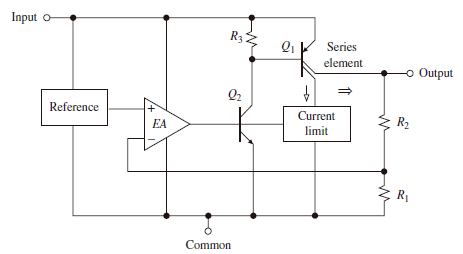 Input
R3
Q1
Series
element
Output
Q2
Reference
+
EA
−
⇒
Current
limit
R2
R1
Common